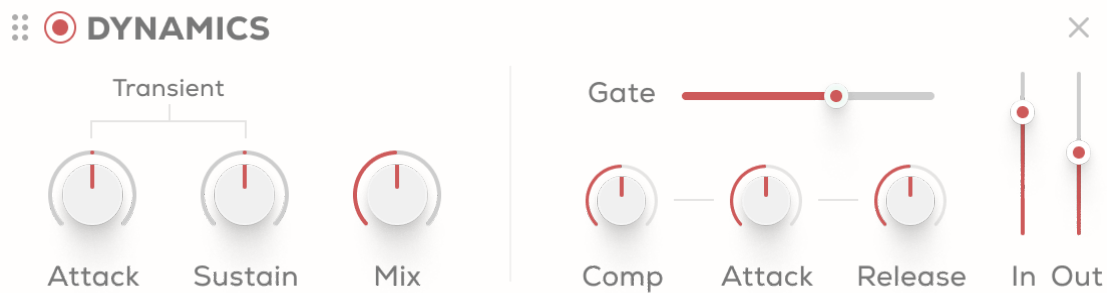 DYNAMICS
Transient
Attack
Sustain
Mix
Gate
Comp
Attack
Release
In
Out